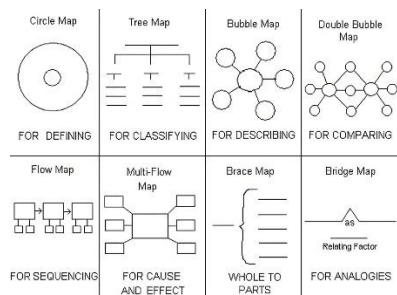 Circle Map
FOR DEFINING
Tree Map
FOR CLASSIFYING
Bubble Map
FOR DESCRIBING
Double Bubble
Map
FOR COMPARING
Flow Map
FOR SEQUENCING
Multi-Flow
Map
FOR CAUSE
AND EFFECT
Brace Map
WHOLE TO
PARTS
Bridge Map
as
Relating Factor
FOR ANALOGIES